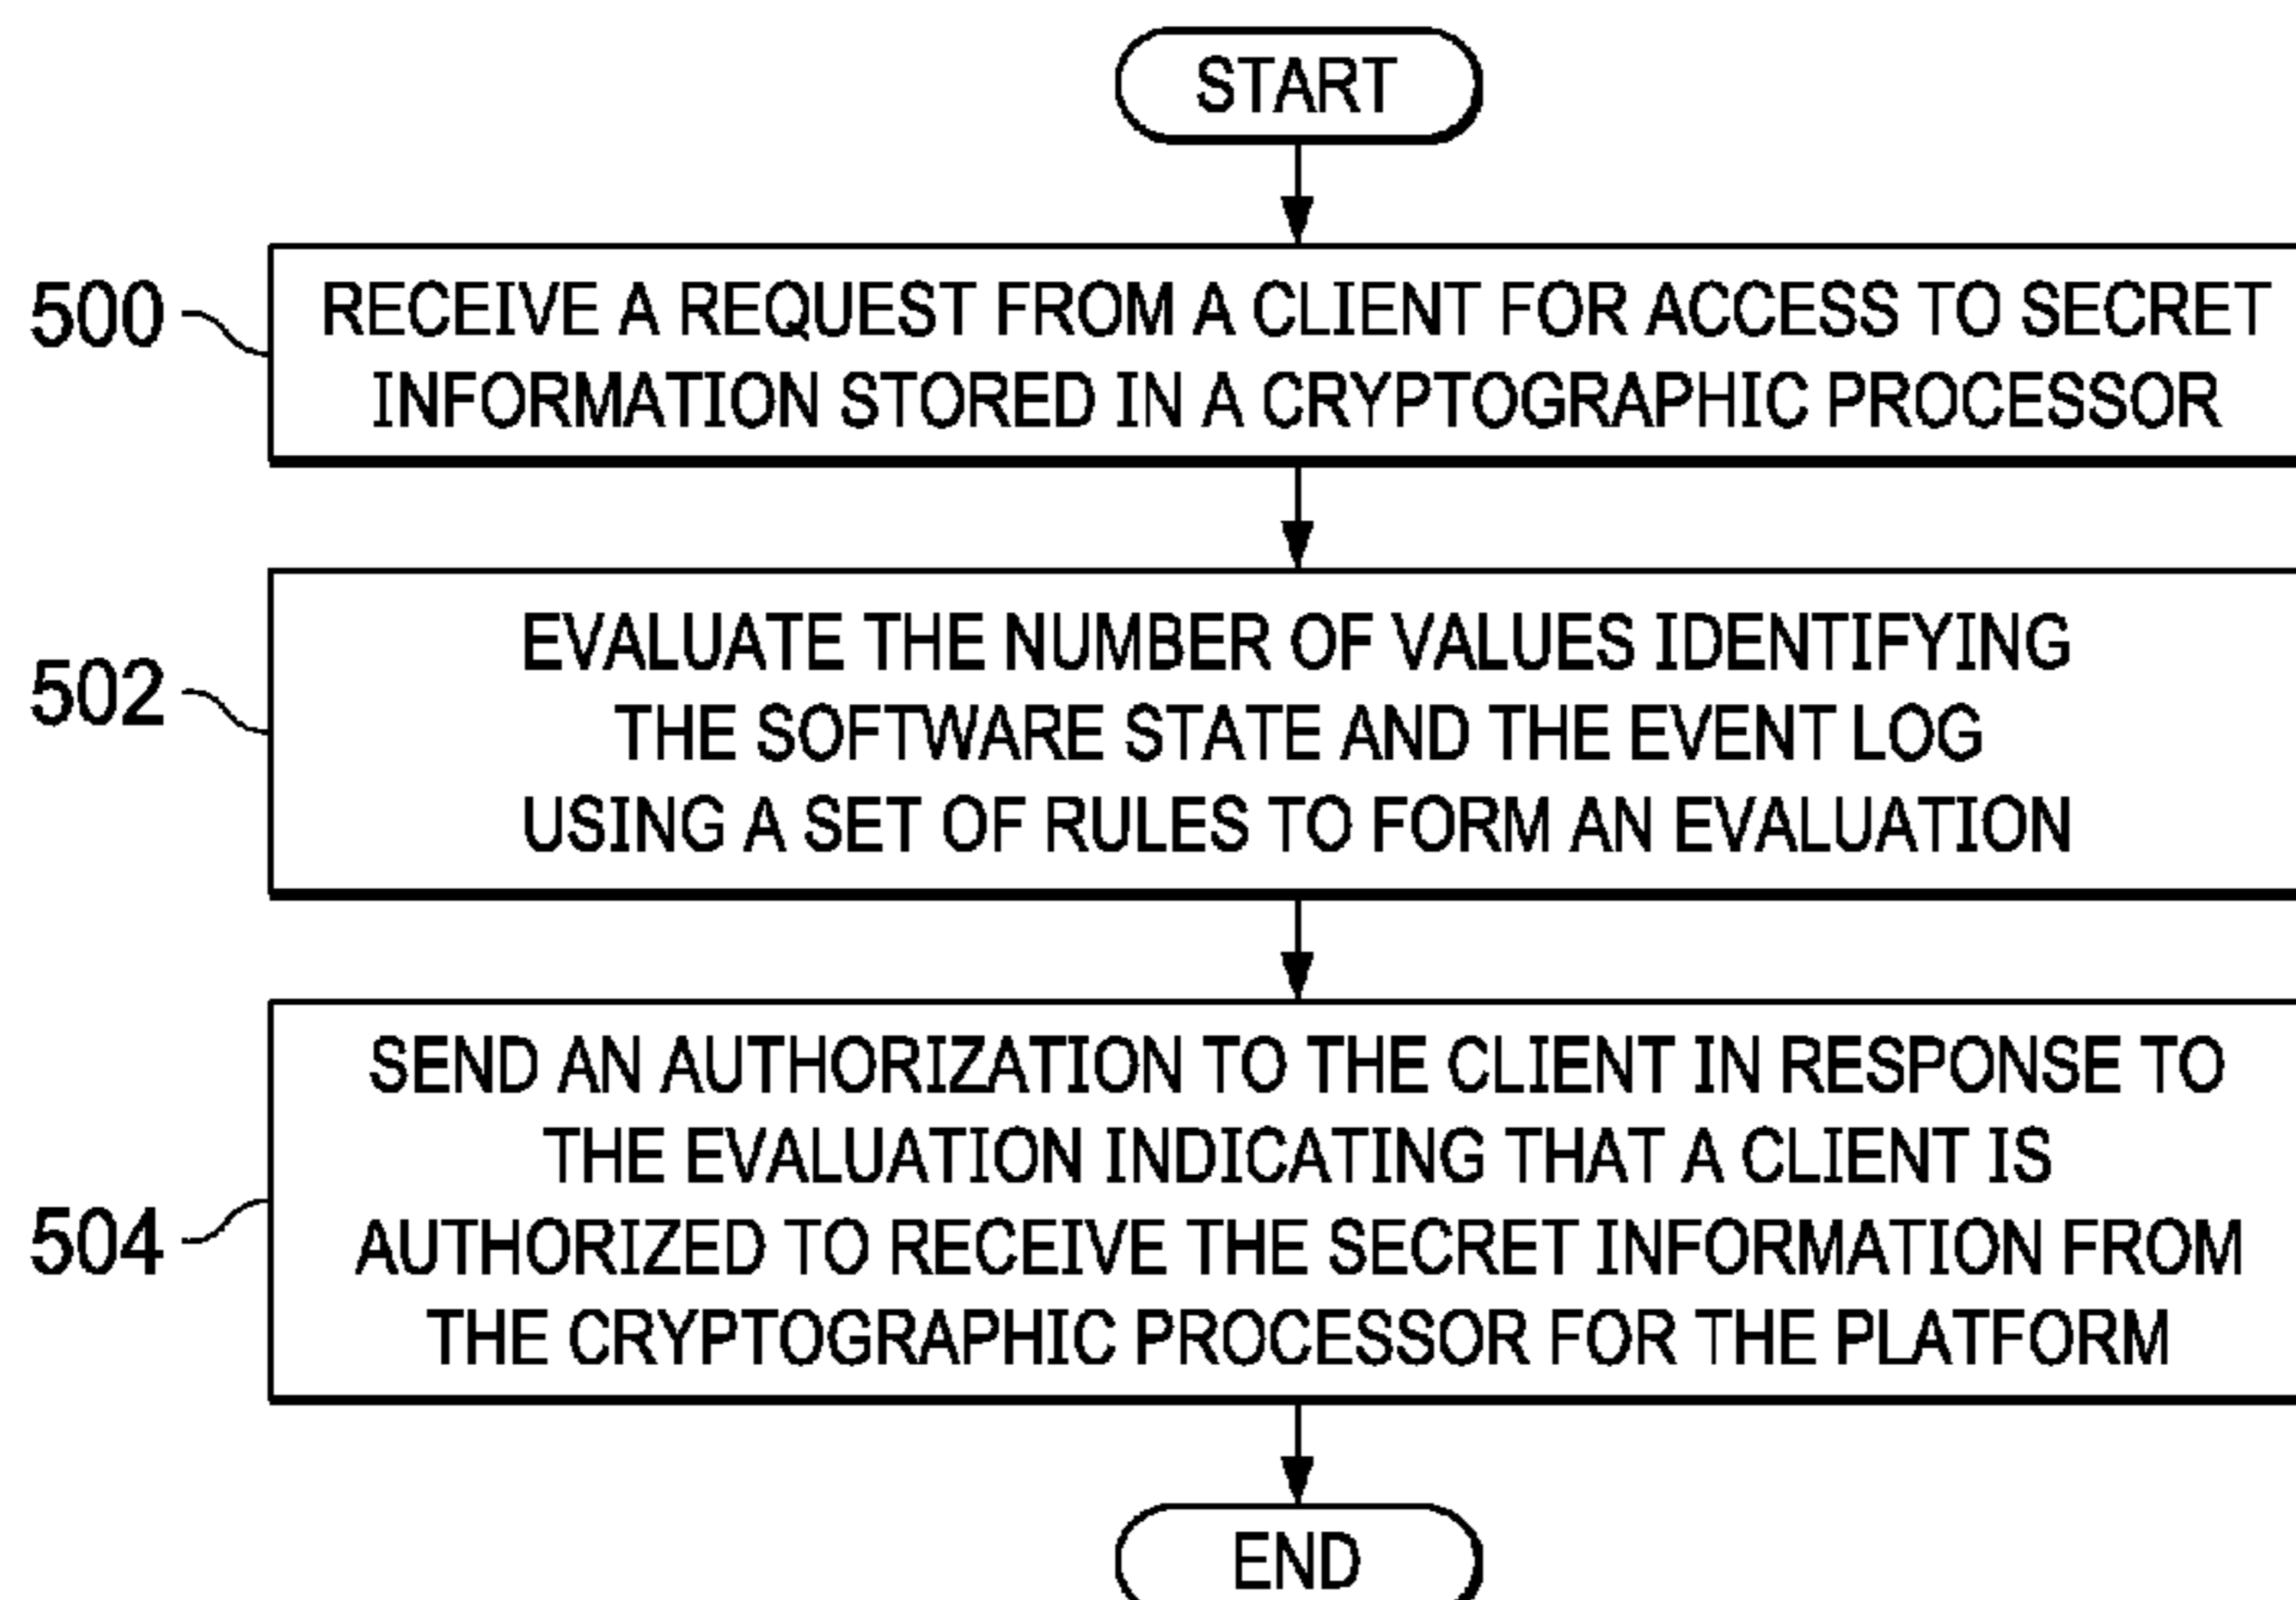 START
500
RECEIVE A REQUEST FROM A CLIENT FOR ACCESS TO SECRET
INFORMATION STORED IN A CRYPTOGRAPHIC PROCESSOR
502
EVALUATE THE NUMBER OF VALUES IDENTIFYING
THE SOFTWARE STATE AND THE EVENT LOG
USING A SET OF RULES TO FORM AN EVALUATION
504
SEND AN AUTHORIZATION TO THE CLIENT IN RESPONSE TO
THE EVALUATION INDICATING THAT A CLIENT IS
AUTHORIZED TO RECEIVE THE SECRET INFORMATION FROM
THE CRYPTOGRAPHIC PROCESSOR FOR THE PLATFORM
END